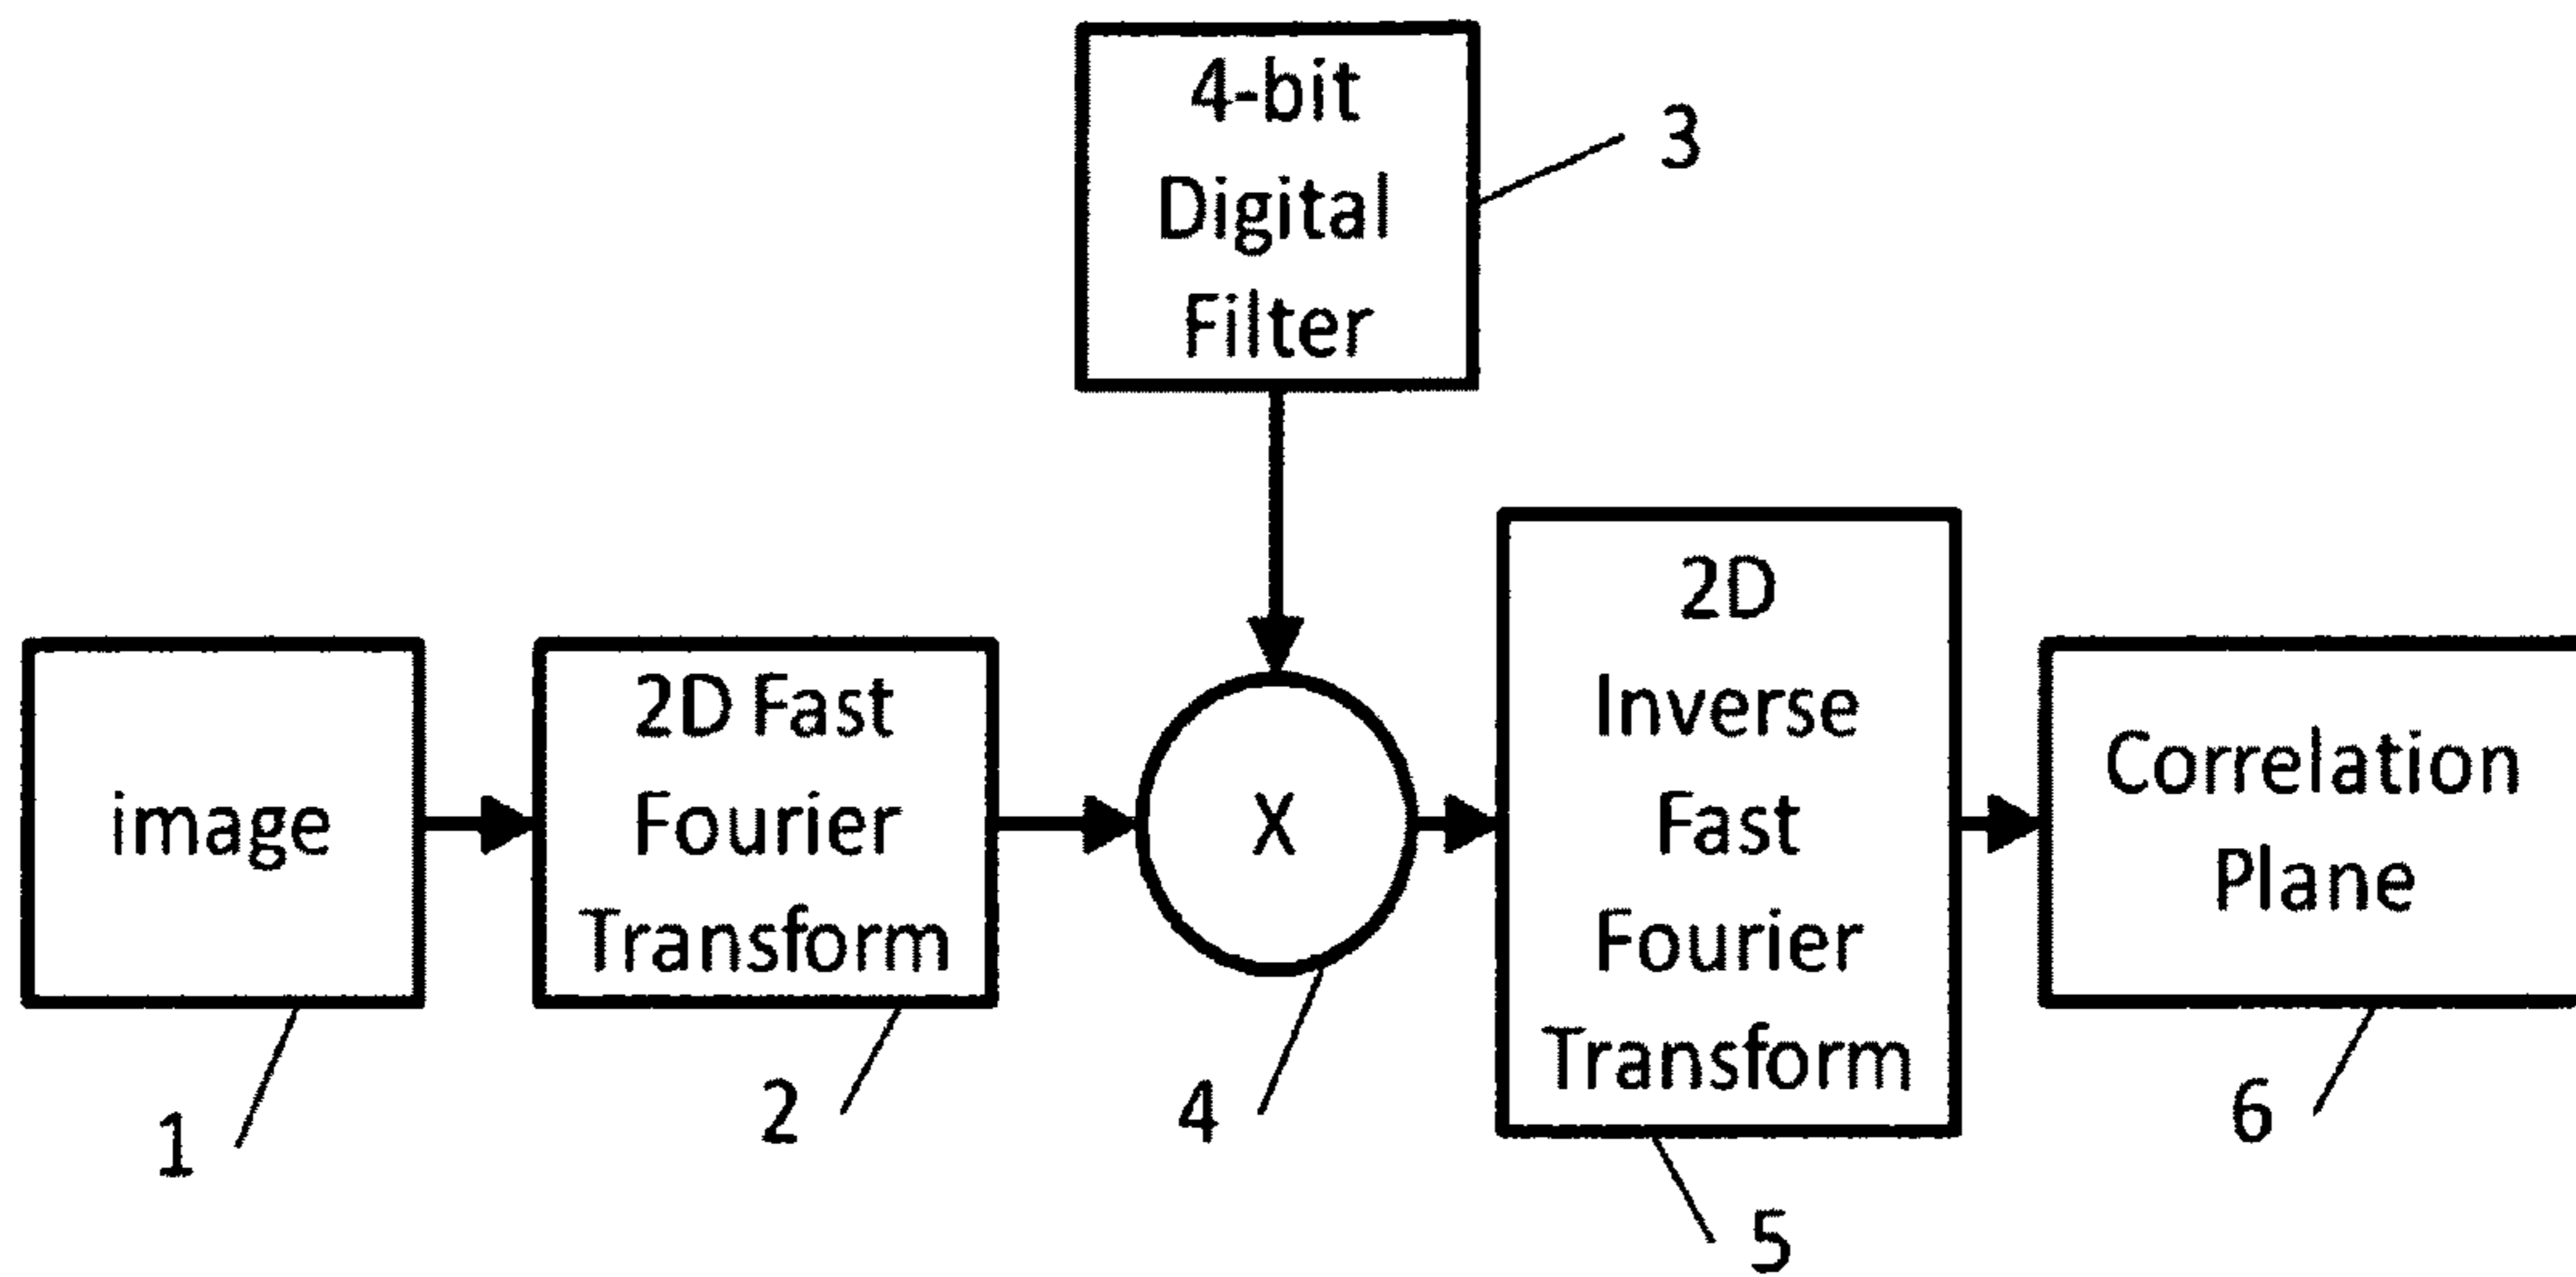 4-bit
Digital
Filter
3
image
1
2D Fast
Fourier
Transform
2
X
4
2D
Inverse
Fast
Fourier
Transform
5
Correlation
Plane
6